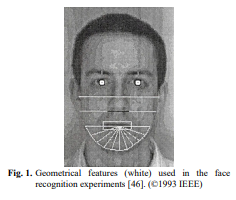 Fig. 1. Geometrical features (white) used in the face
recognition experiments [46]. (©1993 IEEE)